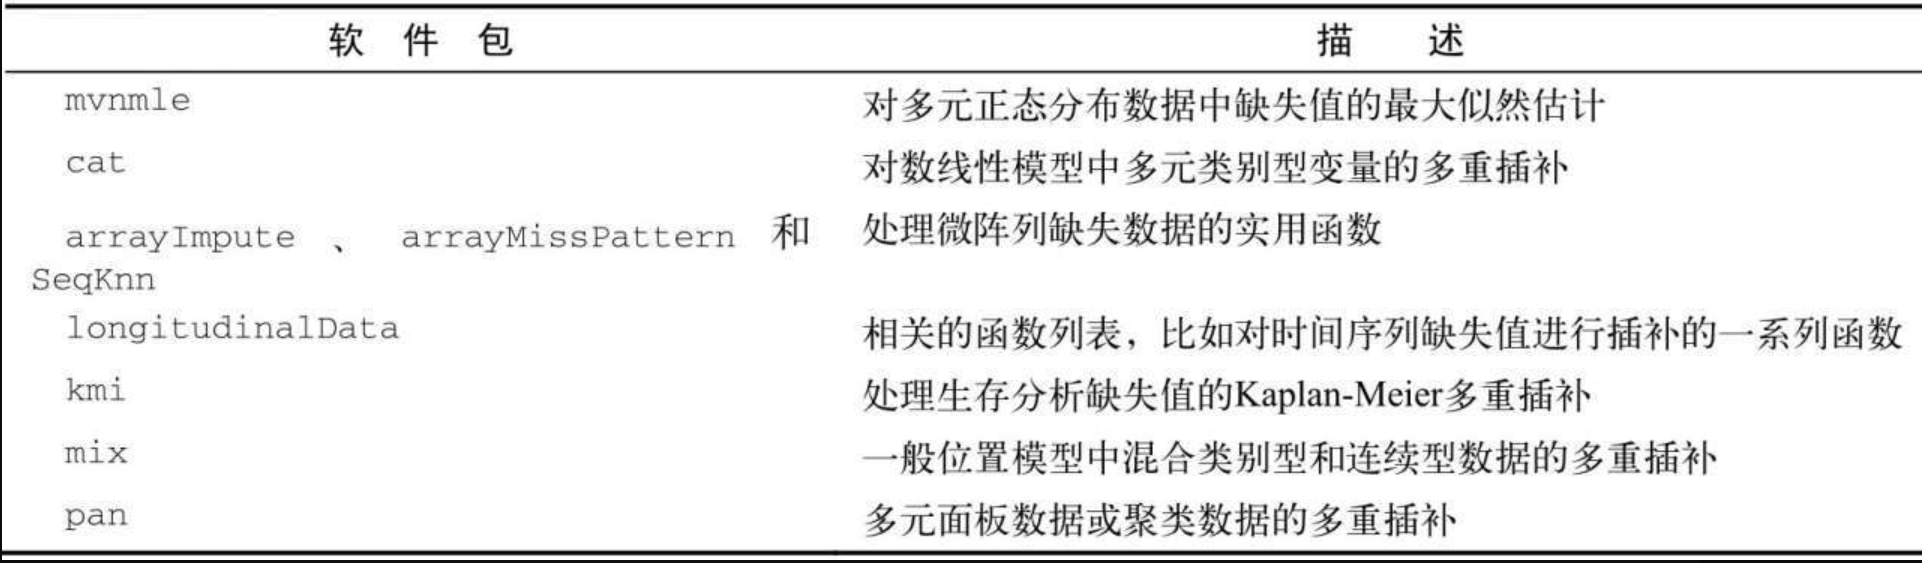 软 件 包 描 述
mvnmle 对多元正态分布数据中缺失值的最大似然估计
cat 对数线性模型中多元类别型变量的多重插补
arrayImpute 、 arrayMissPattern 和 处理微阵列缺失数据的实用函数
SeqKnn
longitudinalData 相关的函数列表，比如对时间序列缺失值进行插补的一系列函数
kmi 处理生存分析缺失值的Kaplan-Meier多重插补
mix 一般位置模型中混合类别型和连续型数据的多重插补
pan 多元面板数据或聚类数据的多重插补